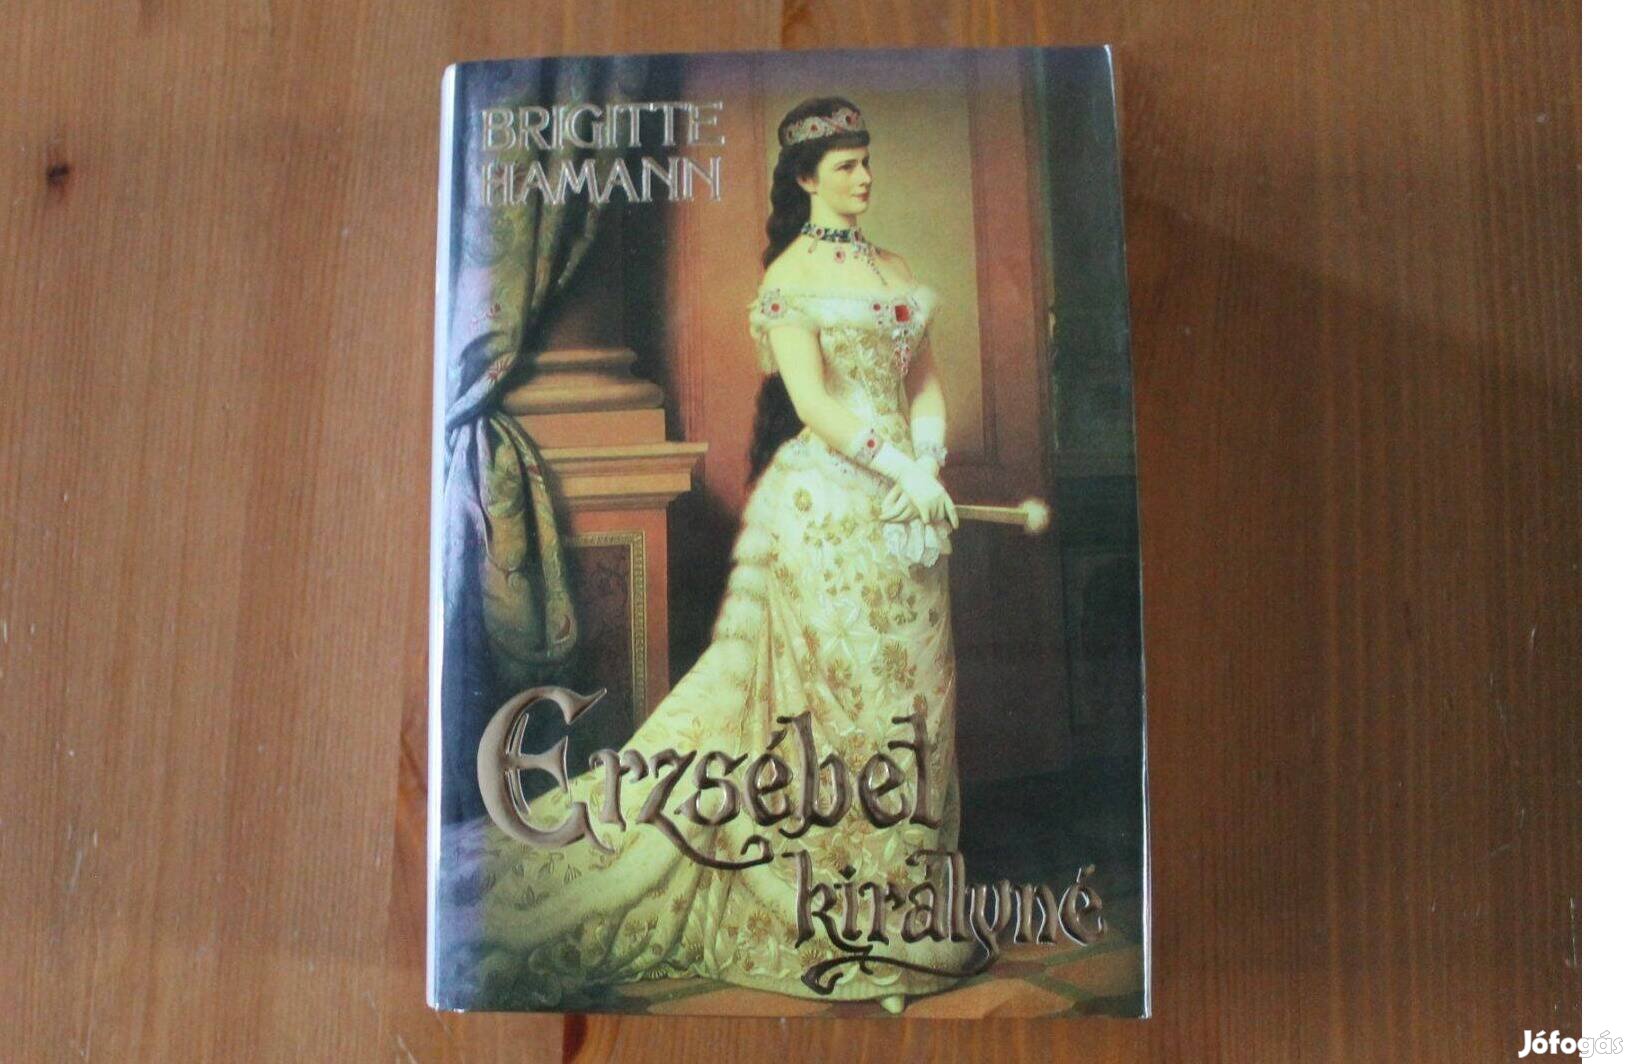 BRIGITTE
HAMANN
Erzsébet
királyné
Jófogás